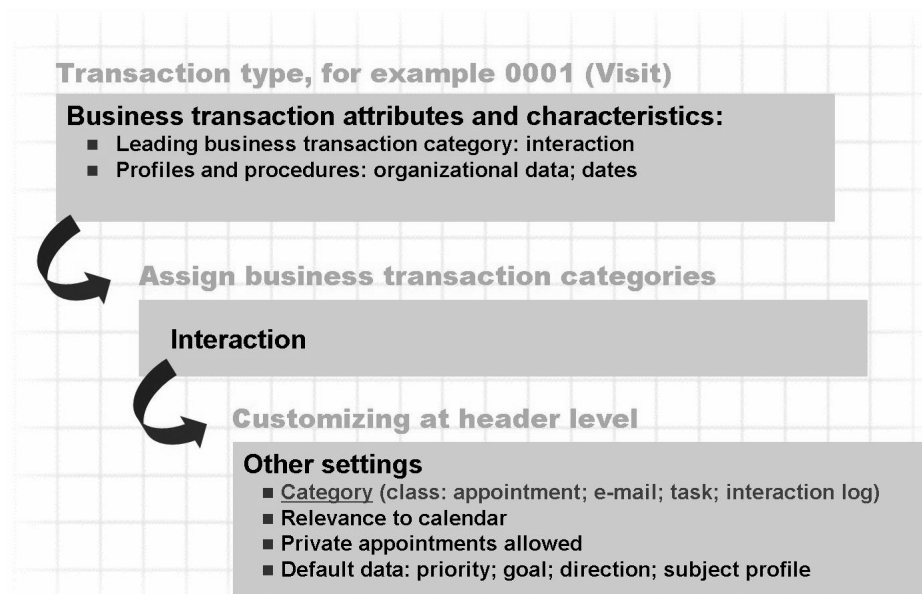 Transaction type, for example 0001 (Visit)
Business transaction attributes and characteristics:
■ Leading business transaction category: interaction
■ Profiles and procedures: organizational data; dates
Assign business transaction categories
Interaction
Customizing at header level
Other settings
■ Category (class: appointment; e-mail; task; interaction log)
■ Relevance to calendar
■ Private appointments allowed
■ Default data: priority; goal; direction; subject profile